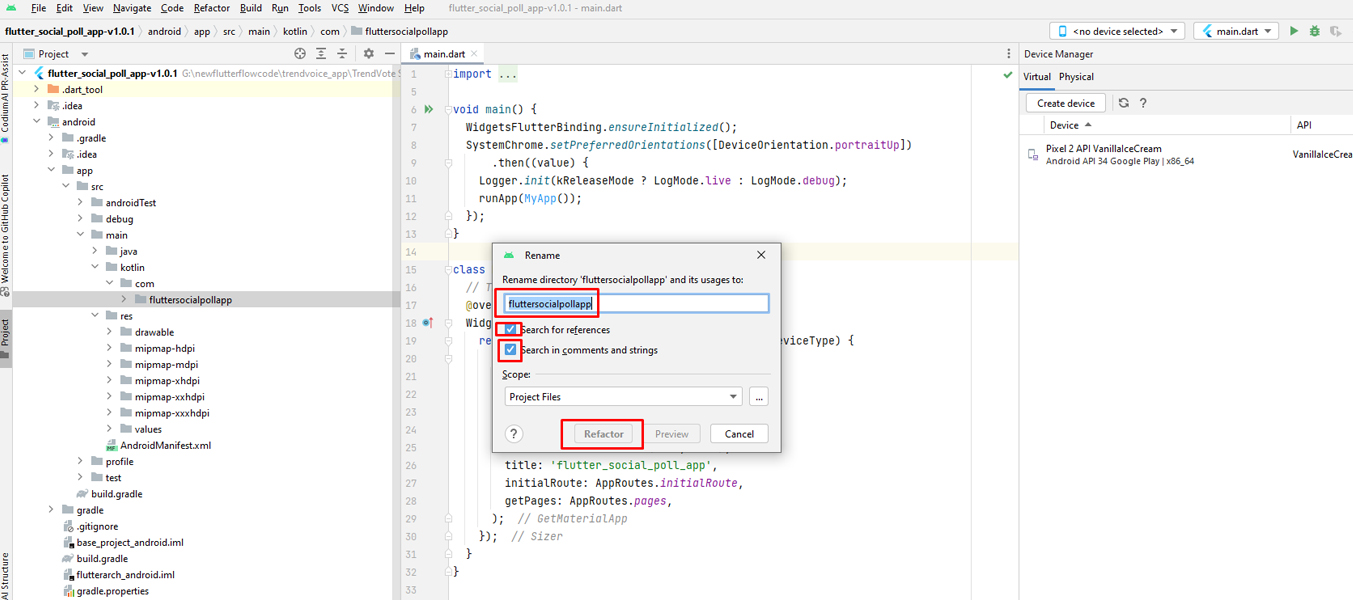 File Edit View Navigate Code Refactor Build Run Tools VCS Window Help flutter_social_poll_app-v1.0.1 - main.dart
flutter_social_poll_app-v1.0.1 android app src main kotlin com fluttersocialpollapp
<no device selected> main.dart
Project
main.dart
Device Manager
CodiumAI PR-Assist
Welcome to GitHub Copilot
Project
AI Structure
flutter_social_poll_app-v1.0.1 G:\newflutterflowcode\trendvoice_app\TrendVote S
.dart_tool
.idea
android
.gradle
.idea
app
src
androidTest
debug
main
java
kotlin
com
fluttersocialpollapp
res
drawable
mipmap-hdpi
mipmap-mdpi
mipmap-xhdpi
mipmap-xxhdpi
mipmap-xxxhdpi
values
AndroidManifest.xml
profile
test
build.gradle
gradle
.gitignore
base_project_android.iml
build.gradle
flutterarch_android.iml
gradle.properties
1 import ...
5
6 void main() {
7 WidgetsFlutterBinding.ensureInitialized();
8 SystemChrome.setPreferredOrientations([DeviceOrientation.portraitUp])
9 .then((value) {
10 Logger.init(kReleaseMode ? LogMode.live : LogMode.debug);
11 runApp(MyApp());
12 });
13 }
14
15 class
16 // T
17 @ove
18 Widg
19 re eviceType) {
20
21
22
23
24
25
26 title: 'flutter_social_poll_app',
27 initialRoute: AppRoutes.initialRoute,
28 getPages: AppRoutes.pages,
29 ); // GetMaterialApp
30 }); // Sizer
31 }
32 }
33
Rename
Rename directory 'fluttersocialpollapp' and its usages to:
fluttersocialpollapp
Search for references
Search in comments and strings
Scope:
Project Files
...
? Refactor Preview Cancel
Virtual Physical
Create device ?
Device API
Pixel 2 API VanillaIceCream
Android API 34 Google Play | x86_64
VanillaIceCrea